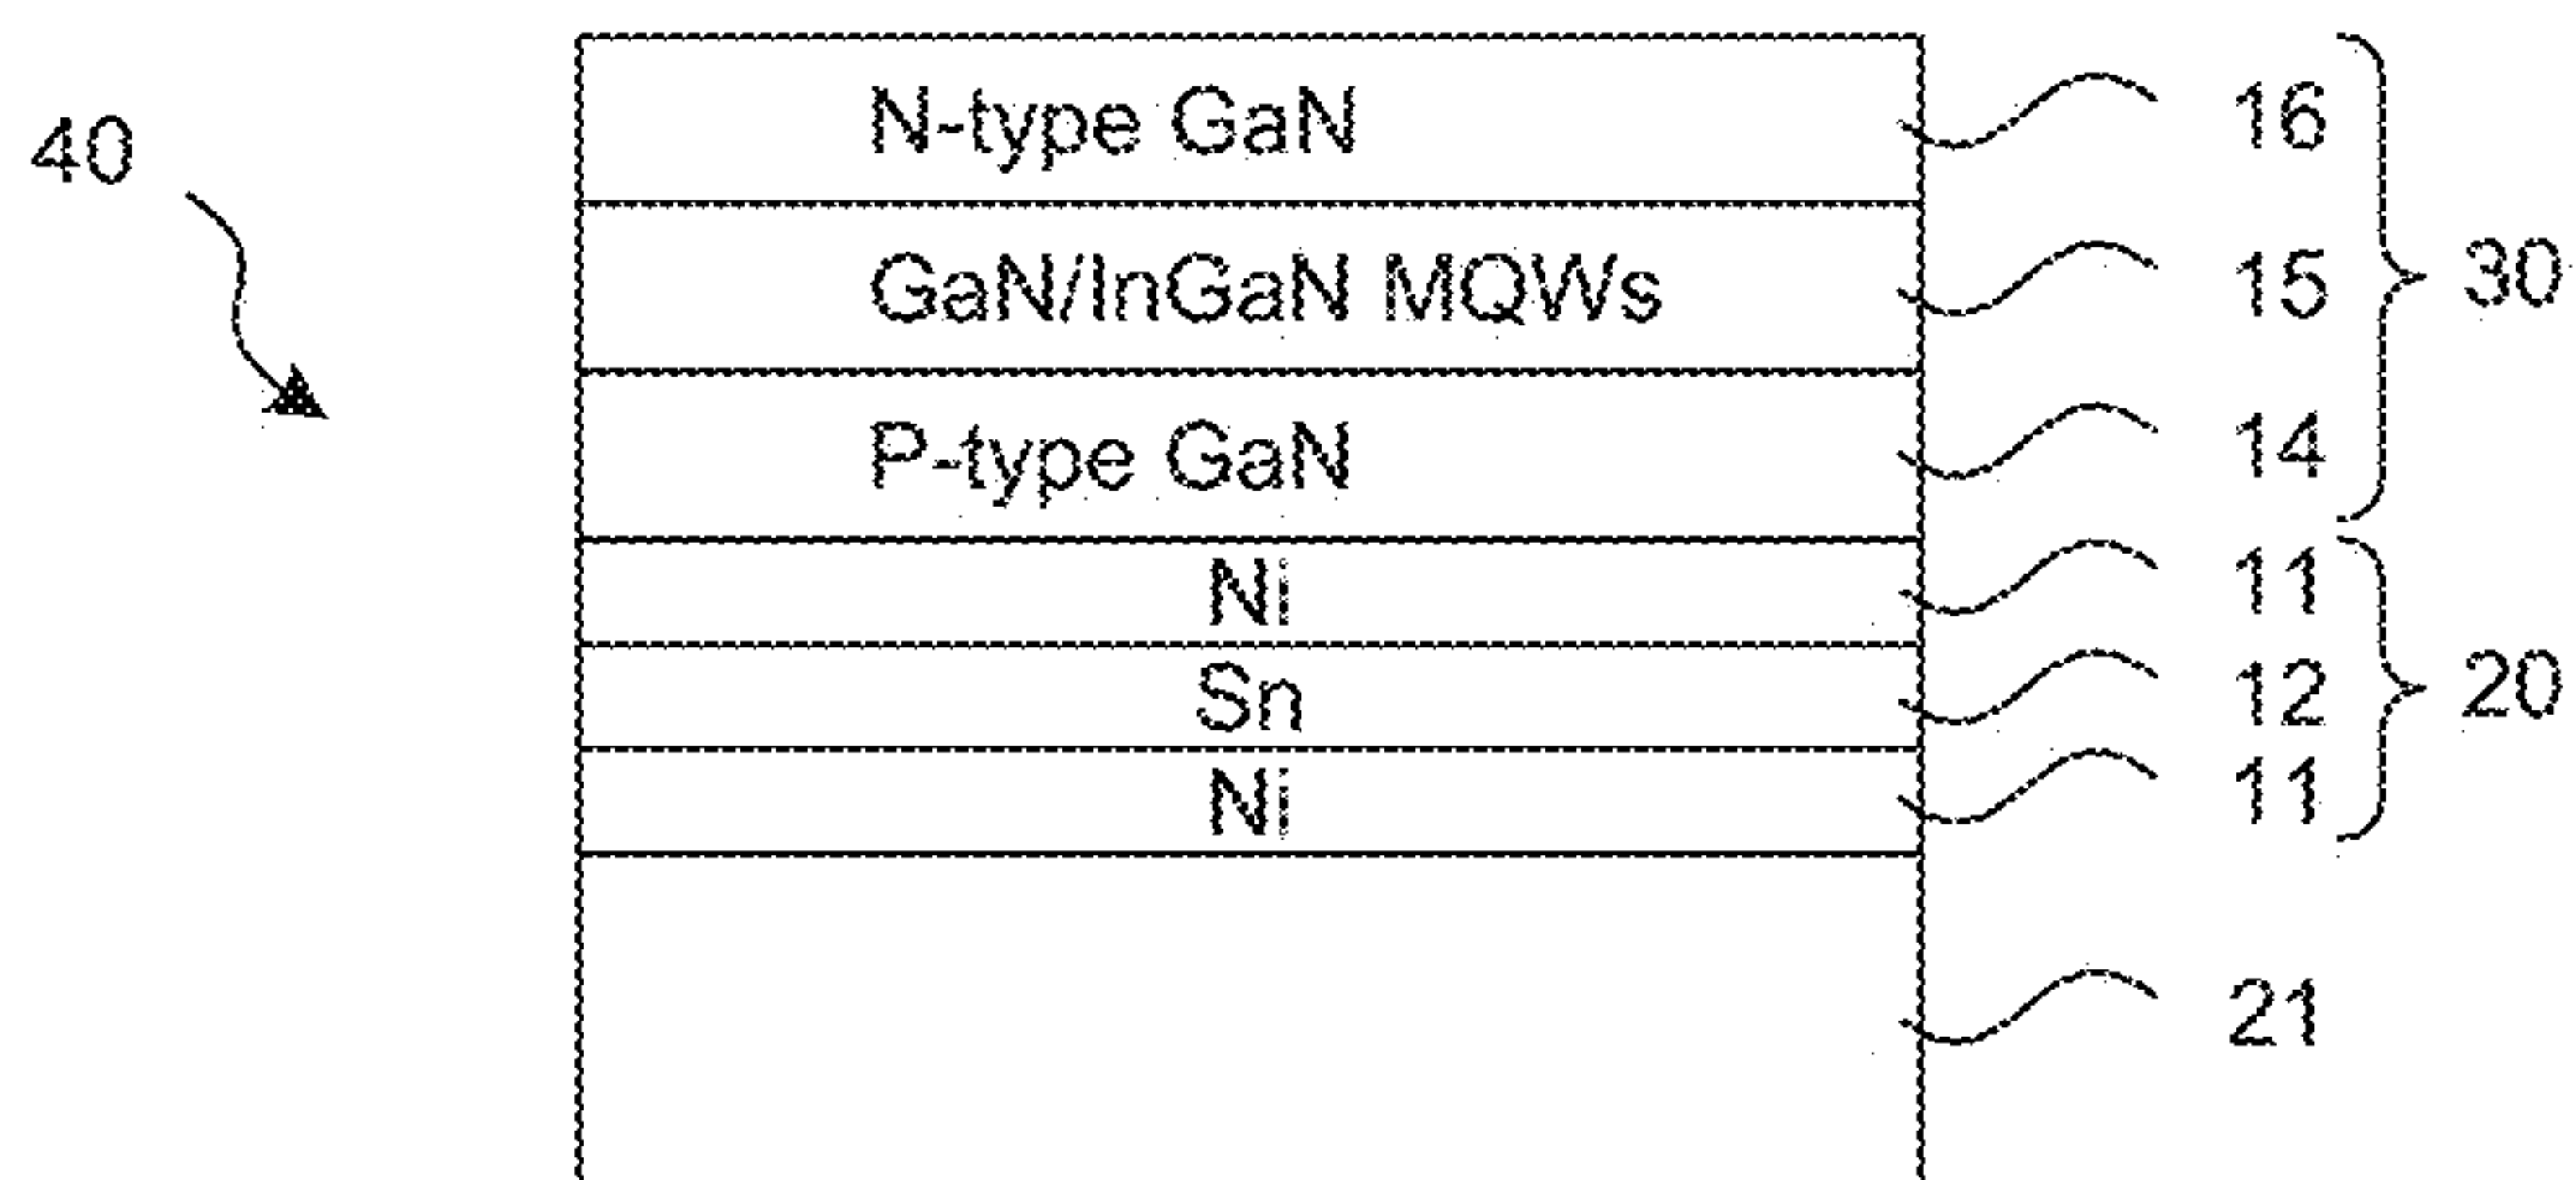 40
N-type GaN 16
GaN/InGaN MQWs 15 30
P-type GaN 14
Ni 11
Sn 12 20
Ni 11
21